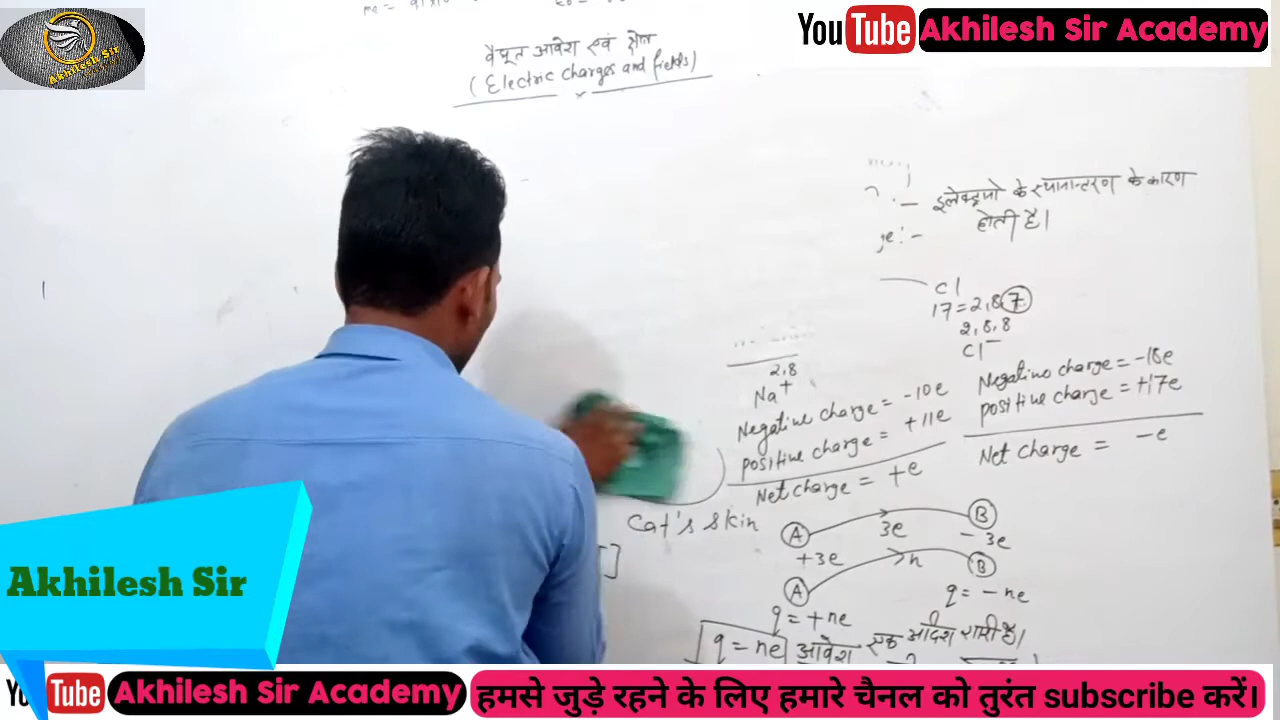 Akhilesh Sir
YouTube Akhilesh Sir Academy
वैद्युत आवेश एवं क्षेत्र
(Electric charges and fields)
इलेक्ट्रानो के स्थानान्तरण के कारण
होती है।
Cl
17=2,8,7
2,8,8
Cl⁻
2,8
Na⁺
Negative charge = -10e
positive charge = +11e
Net charge = +e
Negative charge = -18e
positive charge = +17e
Net charge = -e
Cat's skin
A 3e B
+3e -3e
A n B
q = +ne q = -ne
q = ne आवेश एक अदिश राशी है।
Akhilesh Sir
YouTube Akhilesh Sir Academy हमसे जुड़े रहने के लिए हमारे चैनल को तुरंत subscribe करें।